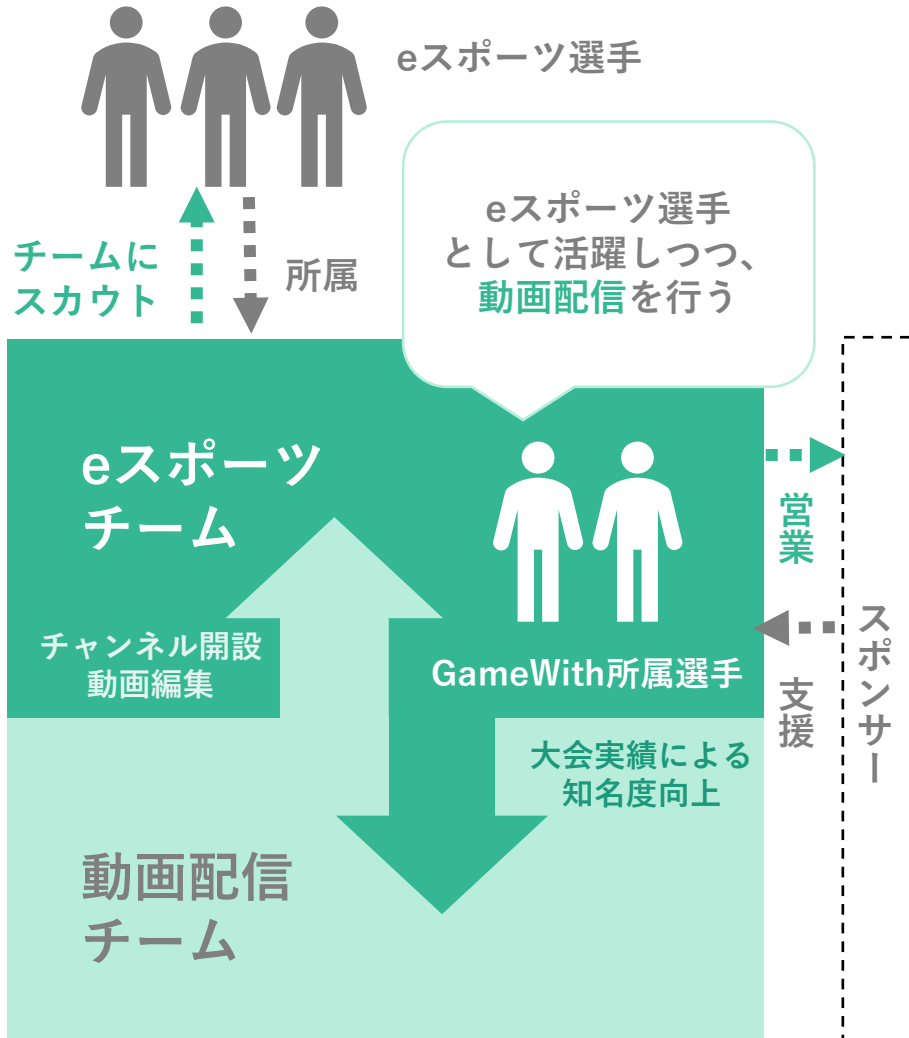 eスポーツ選手
eスポーツ選手
として活躍しつつ、
動画配信を行う
チームに
スカウト
所属
eスポーツ
チーム
営業
チャンネル開設
動画編集
GameWith所属選手
支援
スポンサー
大会実績による
知名度向上
動画配信
チーム